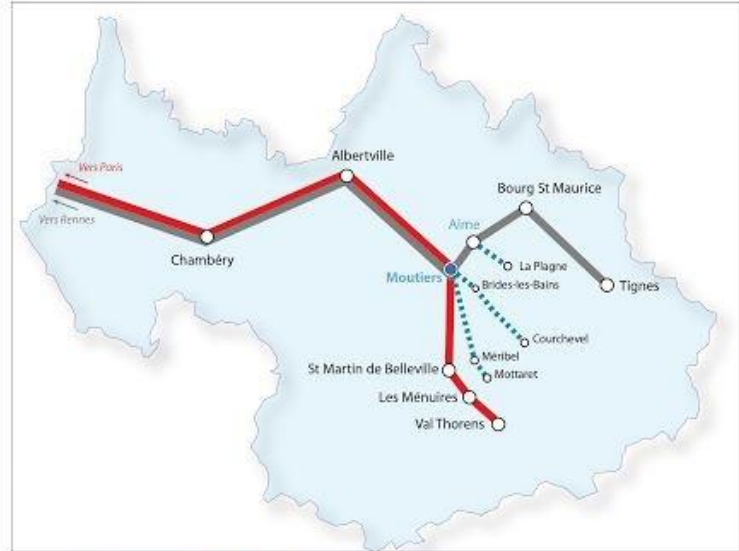 Albertville
Vers Paris
Bourg St Maurice
Vers Rennes
Aime
Chambéry
La Plagne
Moutiers
Brides-les-Bains
Tignes
Courchevel
Méribel
St Martin de Belleville
Mottaret
Les Ménuires
Val Thorens